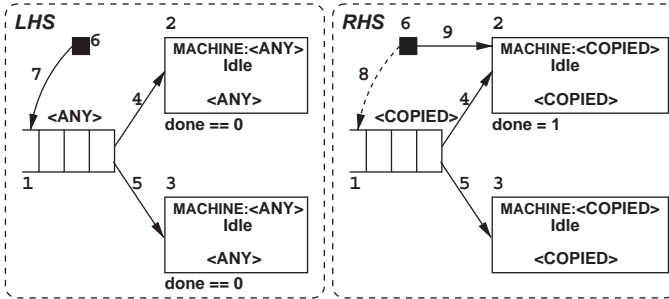 LHS
6
7
<ANY>
1
4
5
2
MACHINE:<ANY>
Idle
<ANY>
done == 0
3
MACHINE:<ANY>
Idle
<ANY>
done == 0
RHS
6
9
8
<COPIED>
1
4
5
2
MACHINE:<COPIED>
Idle
<COPIED>
done = 1
3
MACHINE:<COPIED>
Idle
<COPIED>